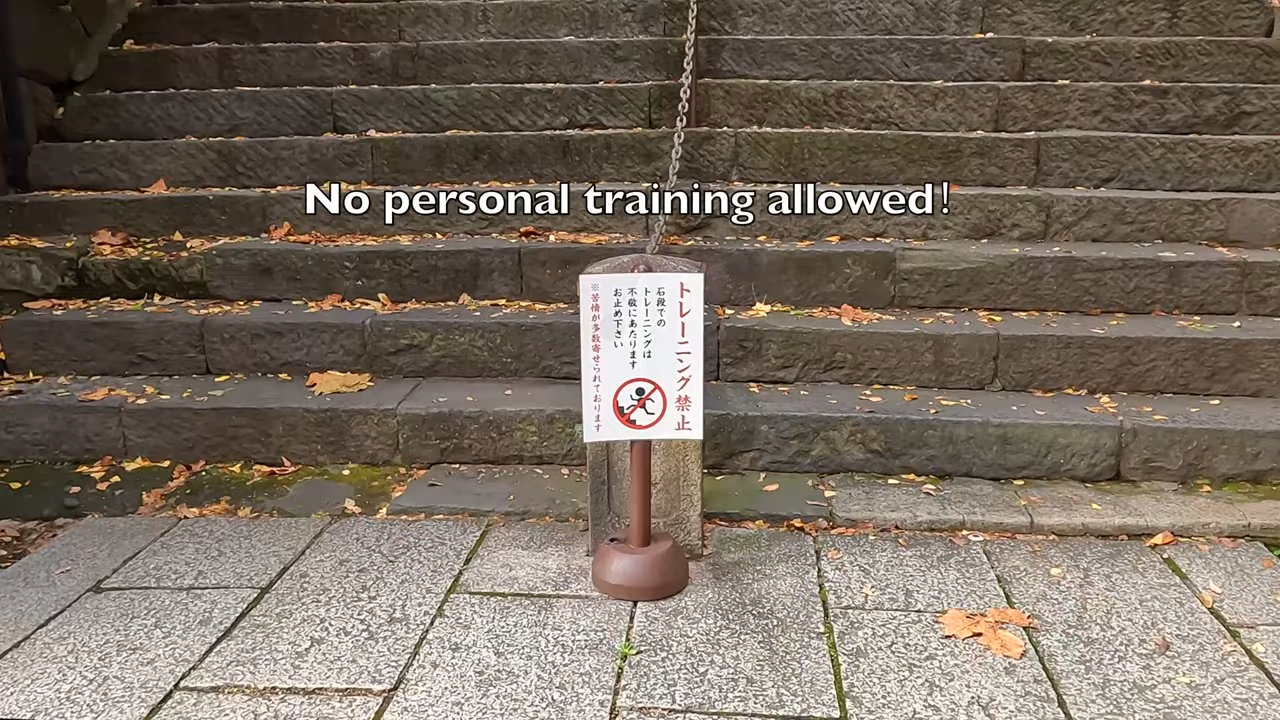 No personal training allowed!
トレーニング禁止
石段での
トレーニングは
不敬にあたります
お止め下さい
※苦情が多数寄せられております